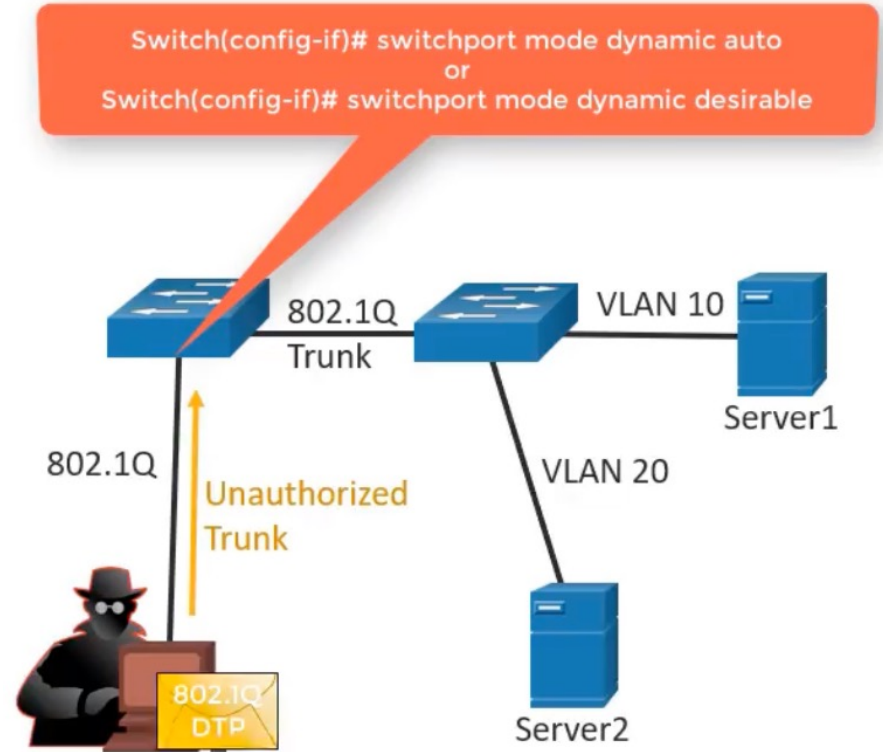 Switch(config-if)# switchport mode dynamic auto
or
Switch(config-if)# switchport mode dynamic desirable
802.1Q
Trunk
VLAN 10
Server1
802.1Q
Unauthorized
Trunk
VLAN 20
802.1Q
DTP
Server2